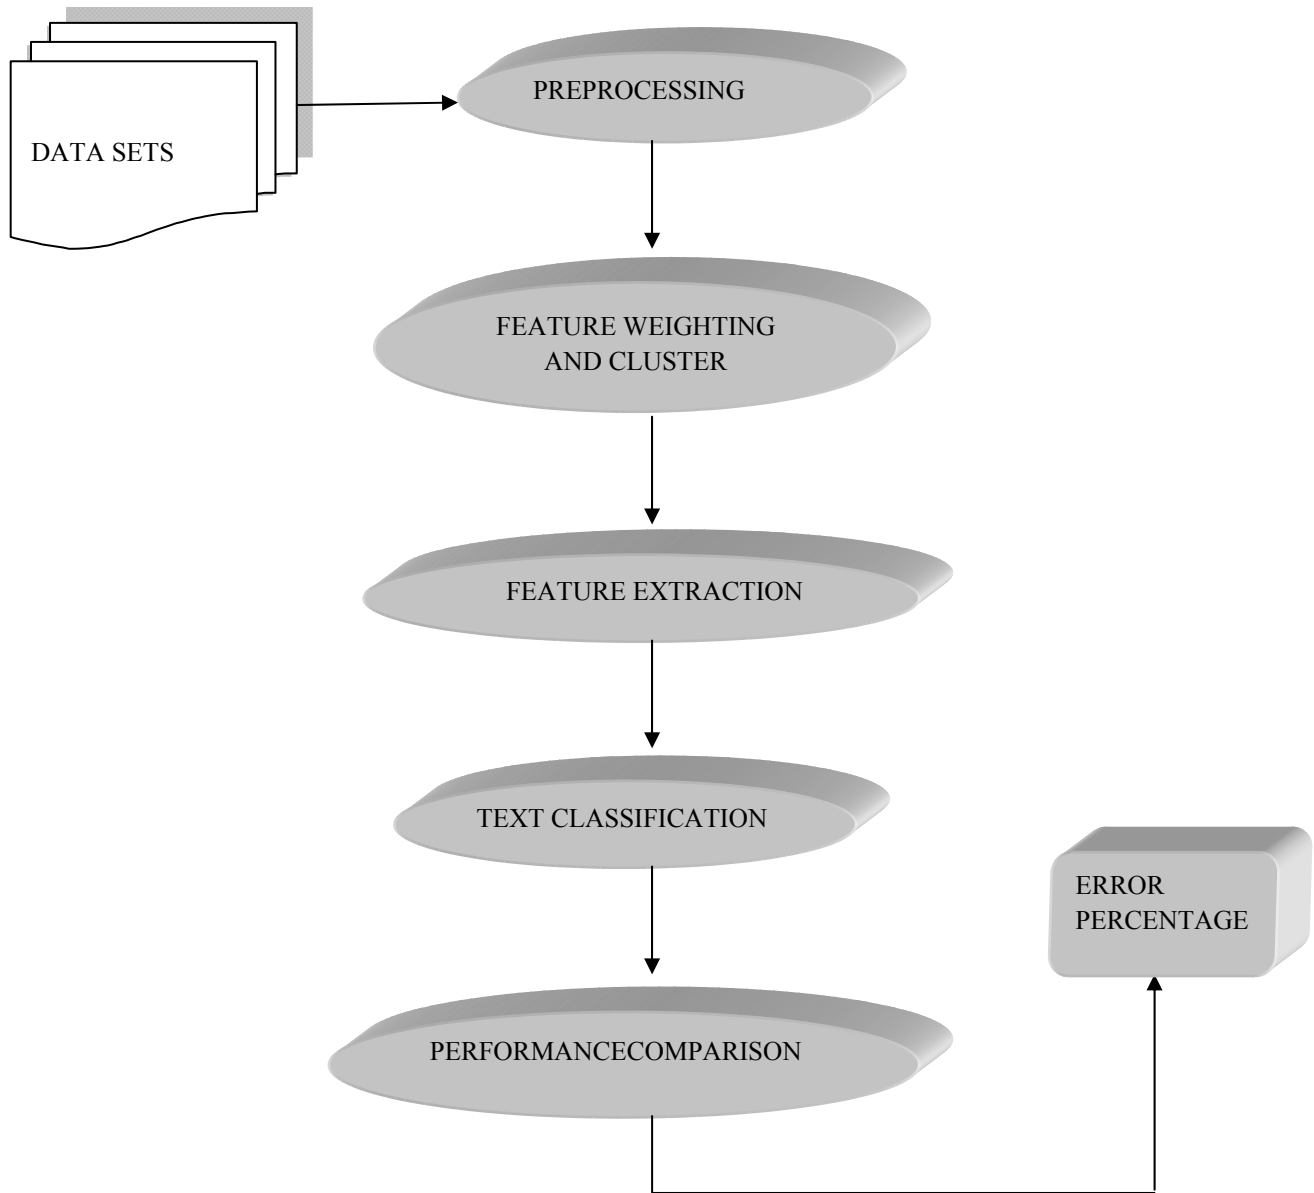 DATA SETS
PREPROCESSING
FEATURE WEIGHTING
AND CLUSTER
FEATURE EXTRACTION
TEXT CLASSIFICATION
PERFORMANCECOMPARISON
ERROR
PERCENTAGE